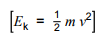 [Eₖ = ½ m v²]